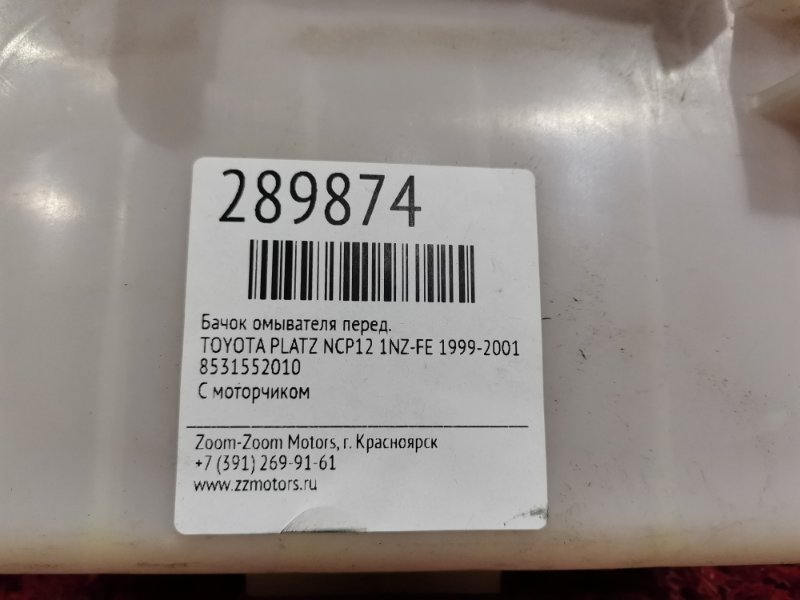 289874
Бачок омывателя перед.
TOYOTA PLATZ NCP12 1NZ-FE 1999-2001
8531552010
С моторчиком
Zoom-Zoom Motors, г. Красноярск
+7 (391) 269-91-61
www.zzmotors.ru